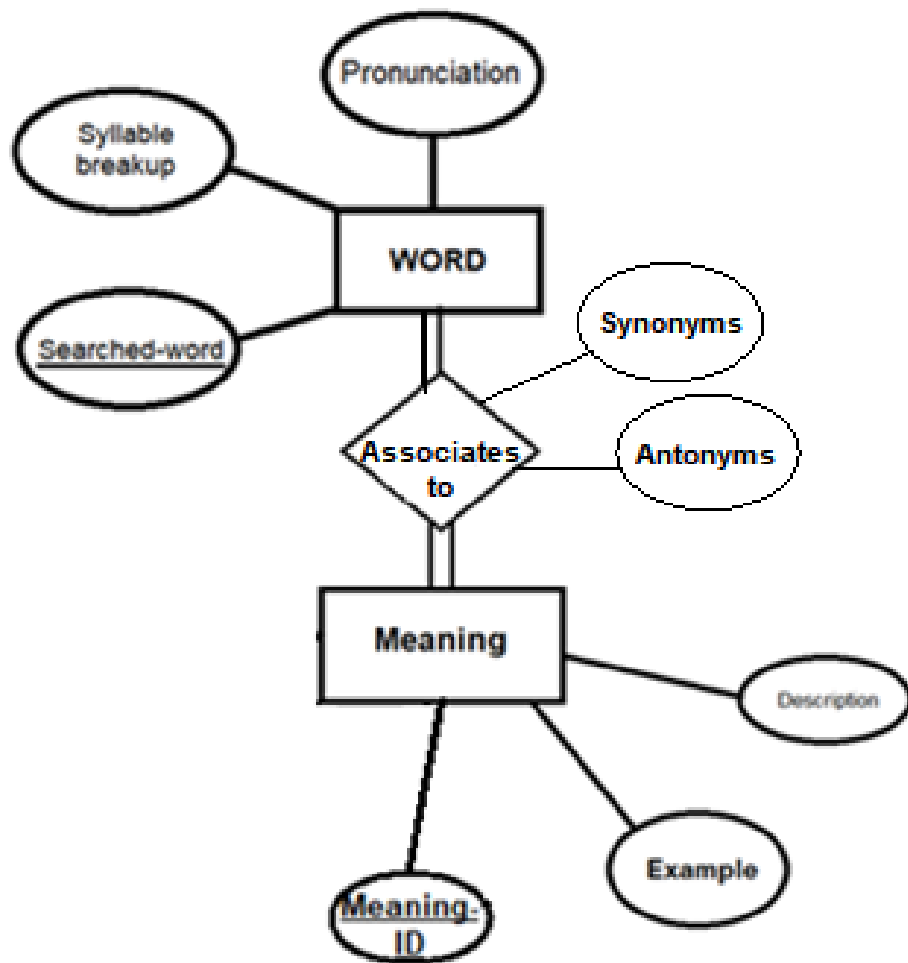 Pronunciation
Syllable
breakup
WORD
Synonyms
Searched-word
Associates
to
Antonyms
Meaning
Description
Example
Meaning-
ID